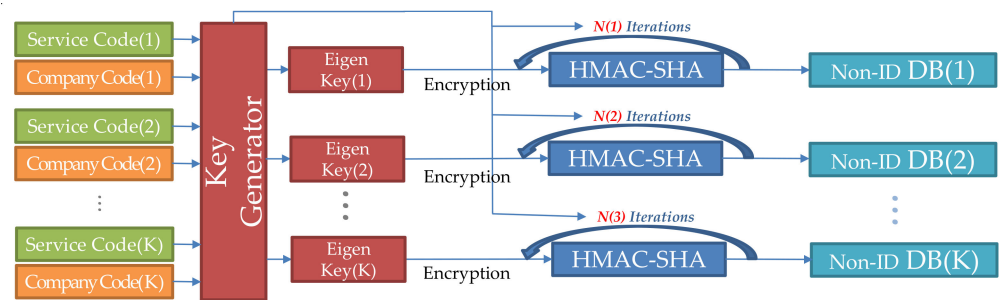 Service Code(1)
Company Code(1)
Service Code(2)
Company Code(2)
...
Service Code(K)
Company Code(K)
Key
Generator
Eigen
Key(1)
Eigen
Key(2)
Eigen
Key(K)
Encryption
Encryption
Encryption
N(1) Iterations
HMAC-SHA
N(2) Iterations
HMAC-SHA
N(3) Iterations
HMAC-SHA
Non-ID DB(1)
Non-ID DB(2)
Non-ID DB(K)